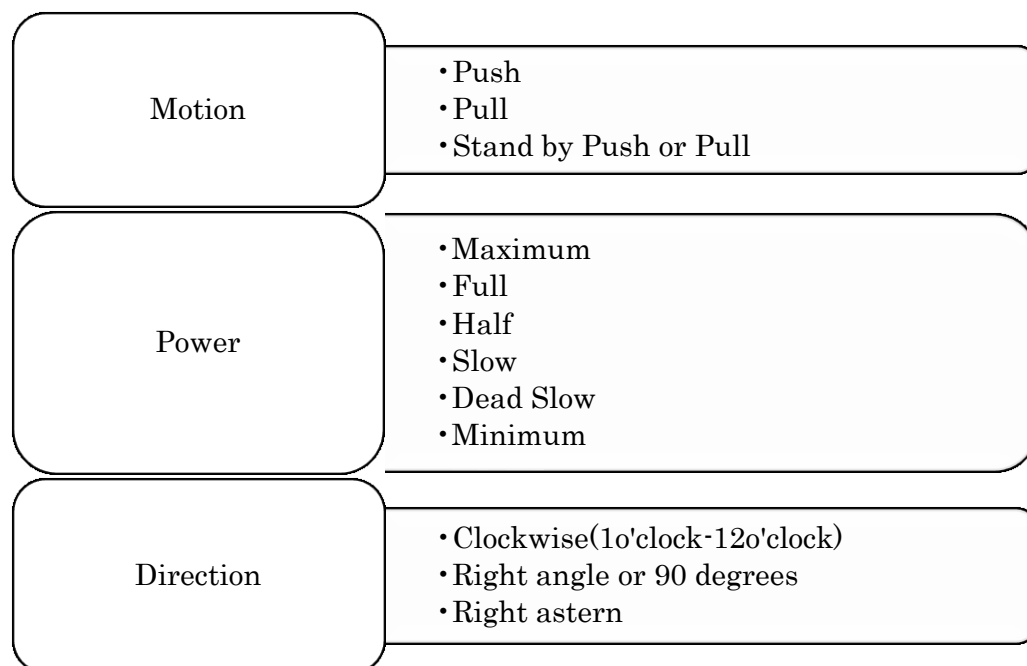 Motion
・Push
・Pull
・Stand by Push or Pull
Power
・Maximum
・Full
・Half
・Slow
・Dead Slow
・Minimum
Direction
・Clockwise(1o'clock-12o'clock)
・Right angle or 90 degrees
・Right astern